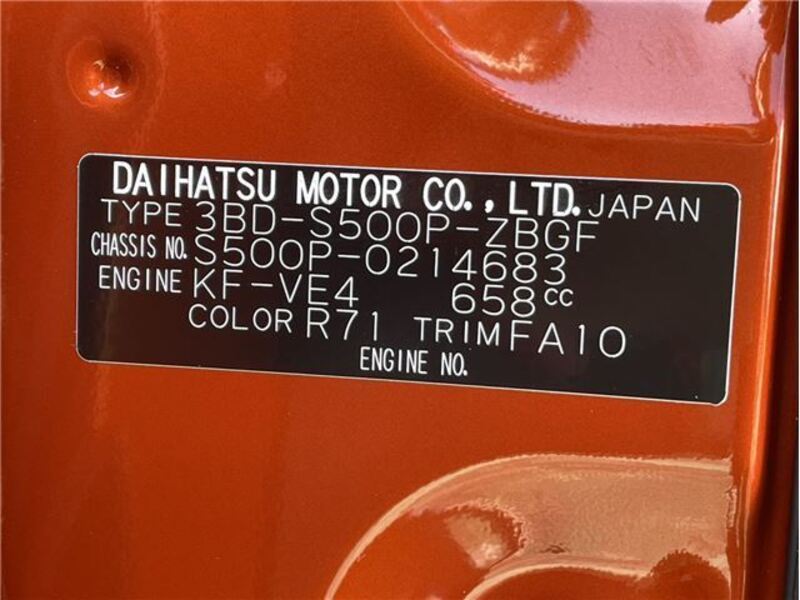 DAIHATSU MOTOR CO., LTD. JAPAN
TYPE 3BD-S500P-ZBGF
CHASSIS NO. S500P-0214683
ENGINE KF-VE4 658cc
COLOR R71 TRIM FA10
ENGINE NO.